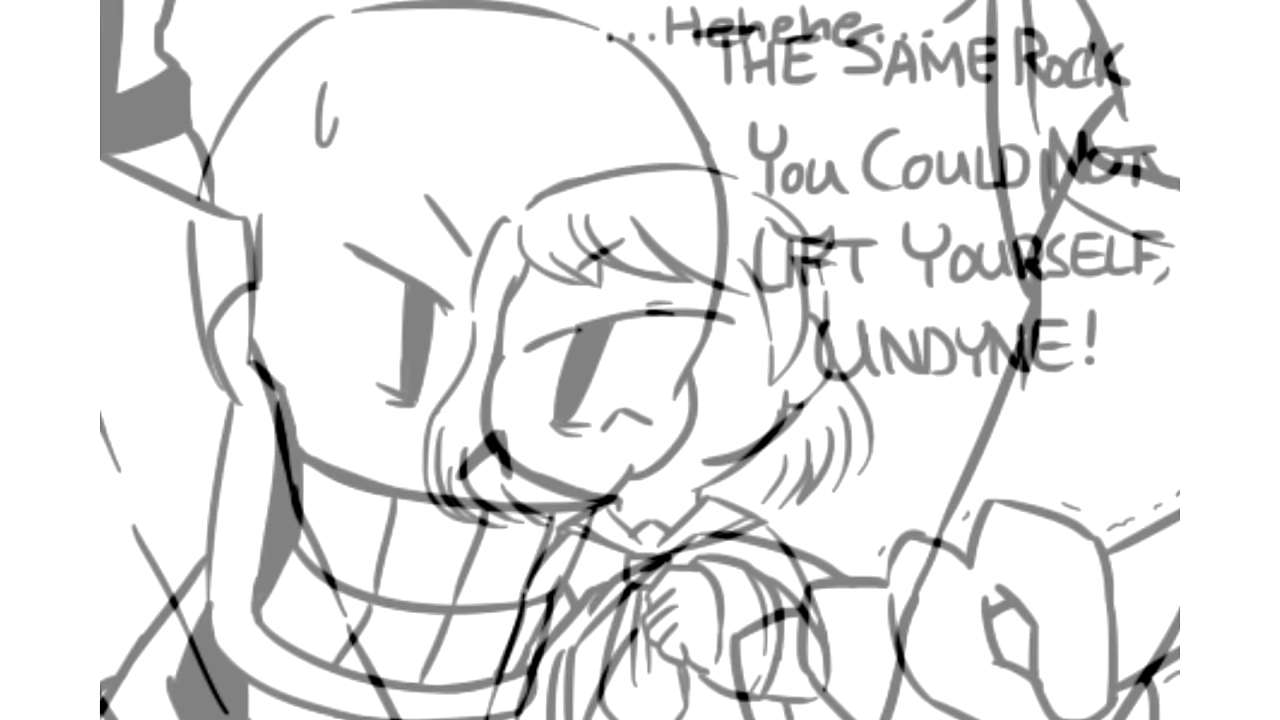 ...Hehehe...
THE SAME ROCK
YOU COULD NOT
LIFT YOURSELF,
UNDYNE!